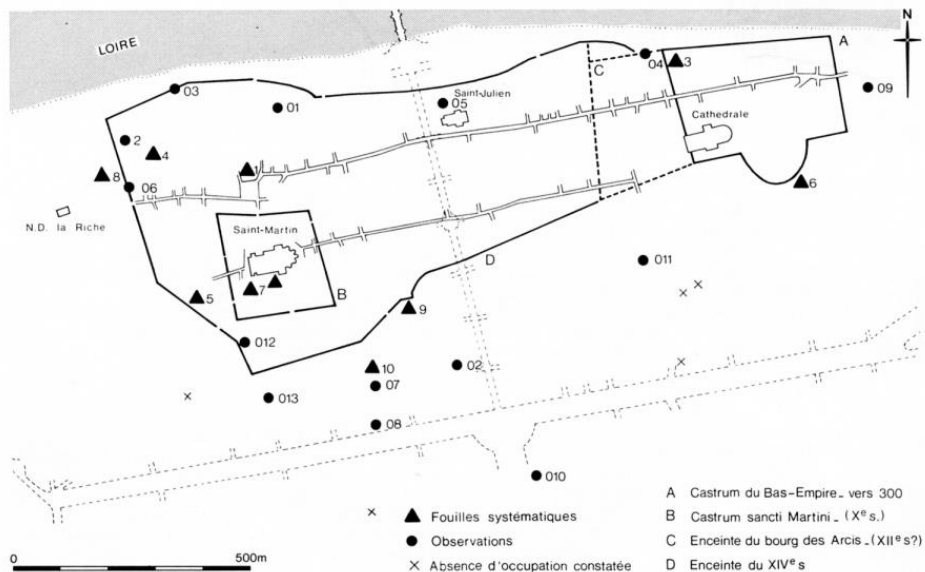 N
LOIRE
A
04
3
C
03
09
01
05
Saint-Julien
Cathedrale
2
4
1
8
06
6
N.D. la Riche
Saint-Martin
D
011
7
5
B
9
012
10
02
07
013
08
010
A Castrum du Bas-Empire_ vers 300
Fouilles systématiques
B Castrum sancti Martini _ (Xe s.)
Observations
C Enceinte du bourg des Arcis _ (XIIe s?)
0 500m
Absence d'occupation constatée
D Enceinte du XIVe s